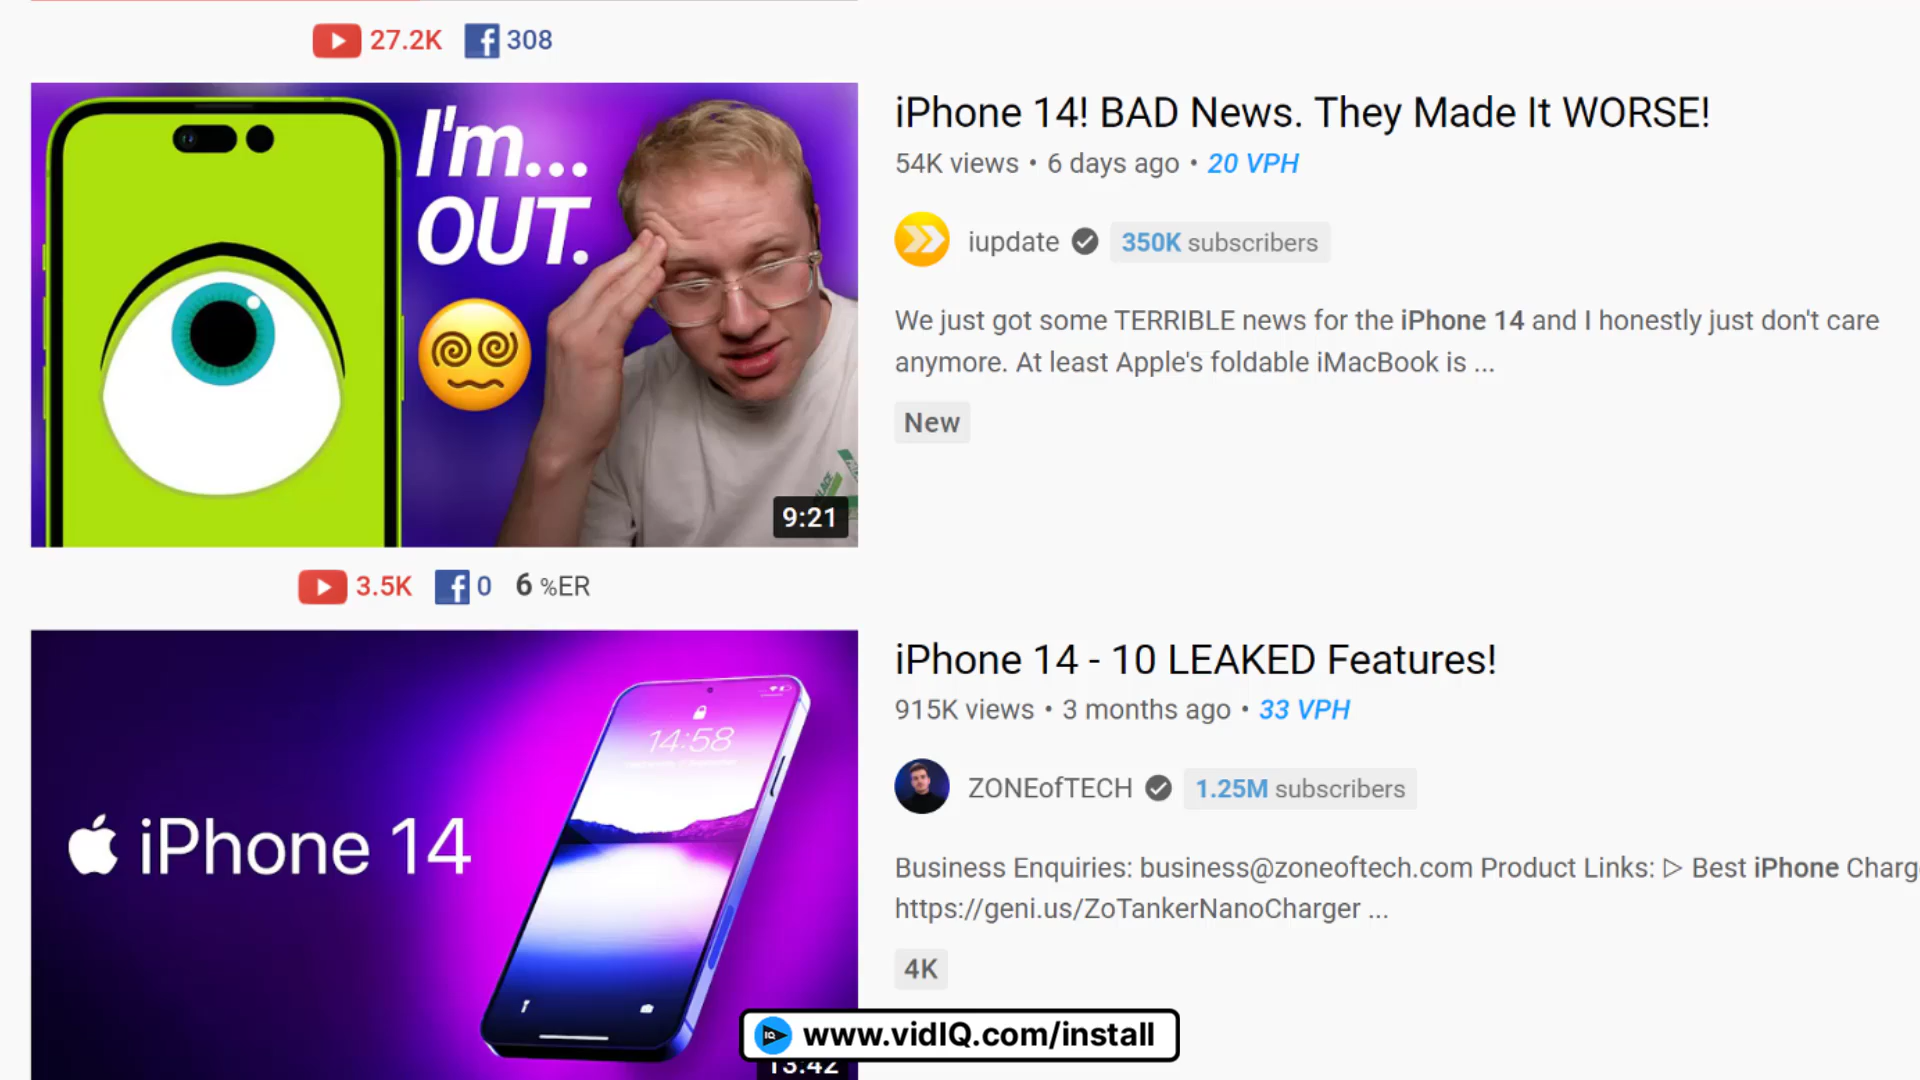 27.2K 308
I'm...
OUT.
9:21
iPhone 14! BAD News. They Made It WORSE!
54K views • 6 days ago • 20 VPH
iupdate 350K subscribers
We just got some TERRIBLE news for the iPhone 14 and I honestly just don't care
anymore. At least Apple's foldable iMacBook is ...
New
3.5K 0 6 %ER
iPhone 14
14:58
13:42
iPhone 14 - 10 LEAKED Features!
915K views • 3 months ago • 33 VPH
ZONEofTECH 1.25M subscribers
Business Enquiries: business@zoneoftech.com Product Links: ▷ Best iPhone Charg
https://geni.us/ZoTankerNanoCharger ...
4K
IQ www.vidIQ.com/install